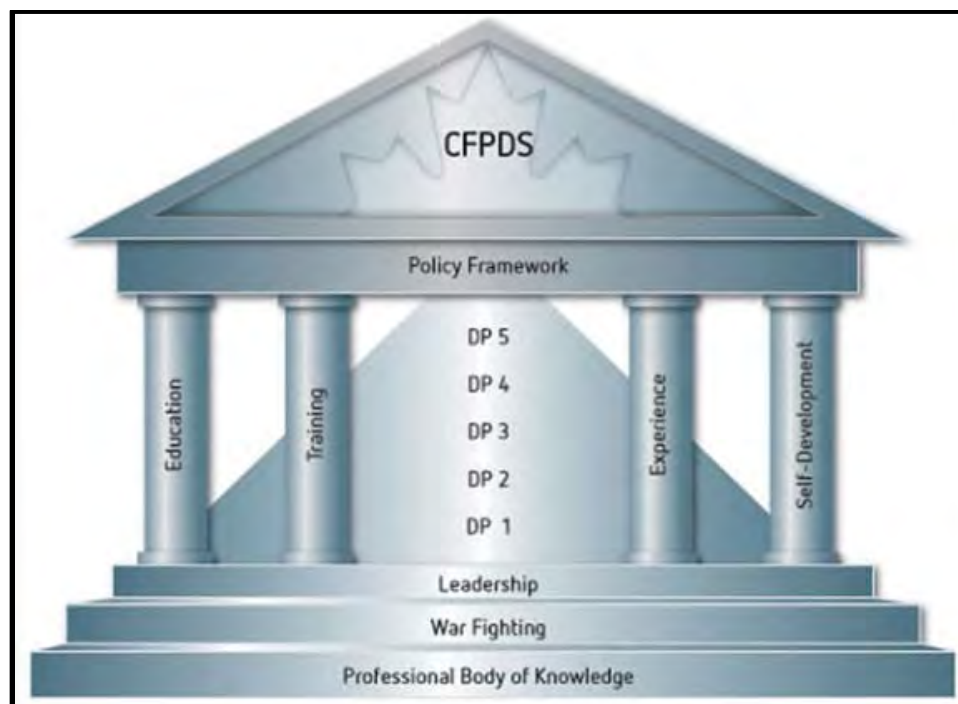 CFPDS
Policy Framework
Education
Training
DP 5
DP 4
DP 3
DP 2
DP 1
Experience
Self-Development
Leadership
War Fighting
Professional Body of Knowledge